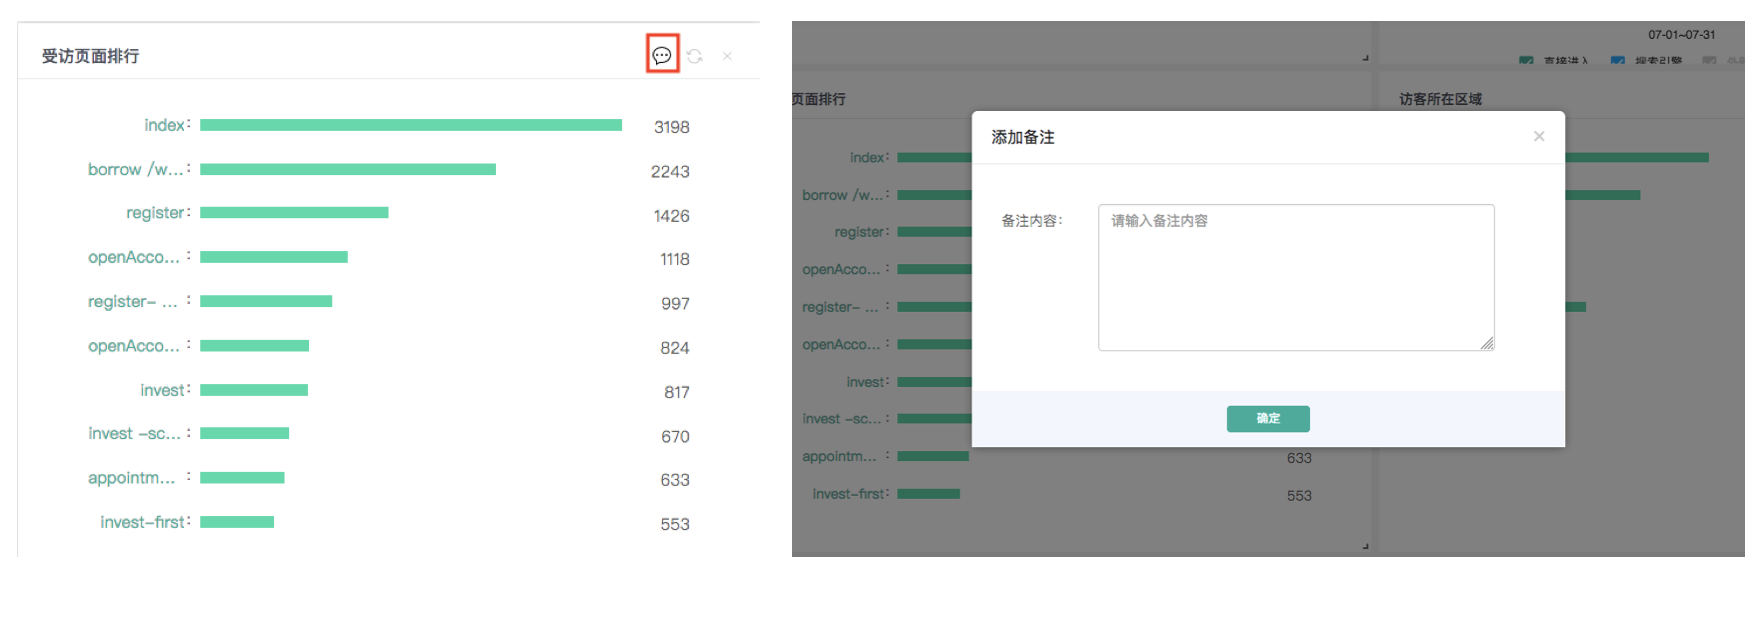 受访页面排行
index: 3198
borrow /w... : 2243
register: 1426
openAcco... : 1118
register- ... : 997
openAcco... : 824
invest: 817
invest -sc... : 670
appointm... : 633
invest-first: 553
07-01~07-31
直接进入 搜索引擎
页面排行
访客所在区域
index:
borrow /w... :
register:
openAcco... :
register- ... :
openAcco... :
invest:
invest -sc... :
appointm... : 633
invest-first: 553
添加备注
备注内容: 请输入备注内容
确定